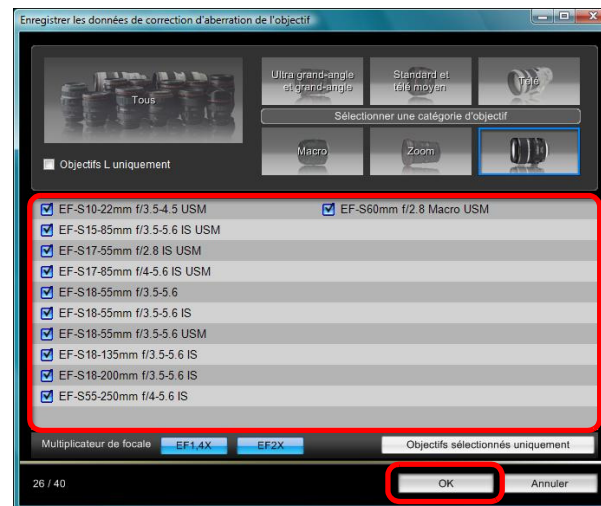 Enregistrer les données de correction d'aberration de l'objectif
Tous
Objectifs L uniquement
Ultra grand-angle
et grand-angle
Standard et
télé moyen
Télé
Sélectionner une catégorie d'objectif
Macro
Zoom
EF-S10-22mm f/3.5-4.5 USM
EF-S60mm f/2.8 Macro USM
EF-S15-85mm f/3.5-5.6 IS USM
EF-S17-55mm f/2.8 IS USM
EF-S17-85mm f/4-5.6 IS USM
EF-S18-55mm f/3.5-5.6
EF-S18-55mm f/3.5-5.6 IS
EF-S18-55mm f/3.5-5.6 USM
EF-S18-135mm f/3.5-5.6 IS
EF-S18-200mm f/3.5-5.6 IS
EF-S55-250mm f/4-5.6 IS
Multiplicateur de focale
EF1,4X
EF2X
Objectifs sélectionnés uniquement
26 / 40
OK
Annuler